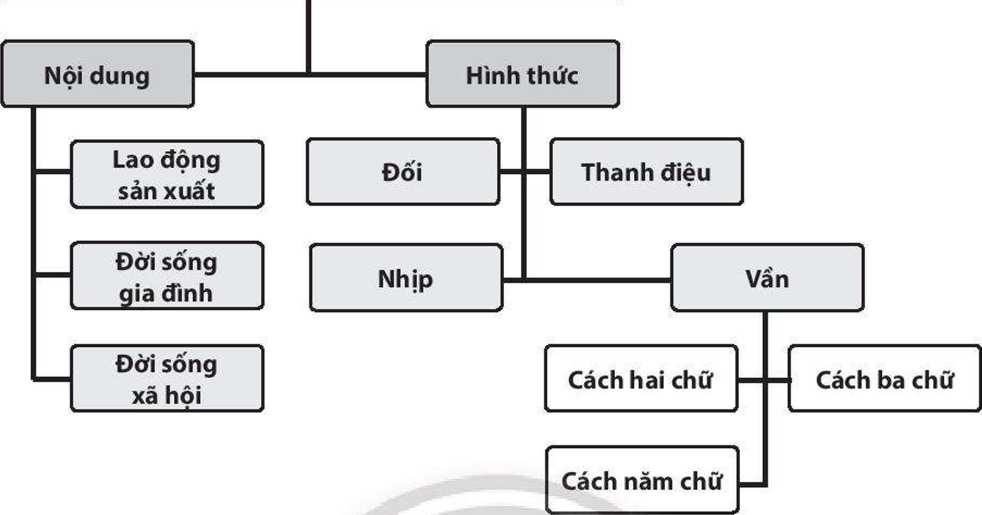 Nội dung
Hình thức
Lao động
sản xuất
Đối
Thanh điệu
Đời sống
gia đình
Nhịp
Vần
Đời sống
xã hội
Cách hai chữ
Cách ba chữ
Cách năm chữ